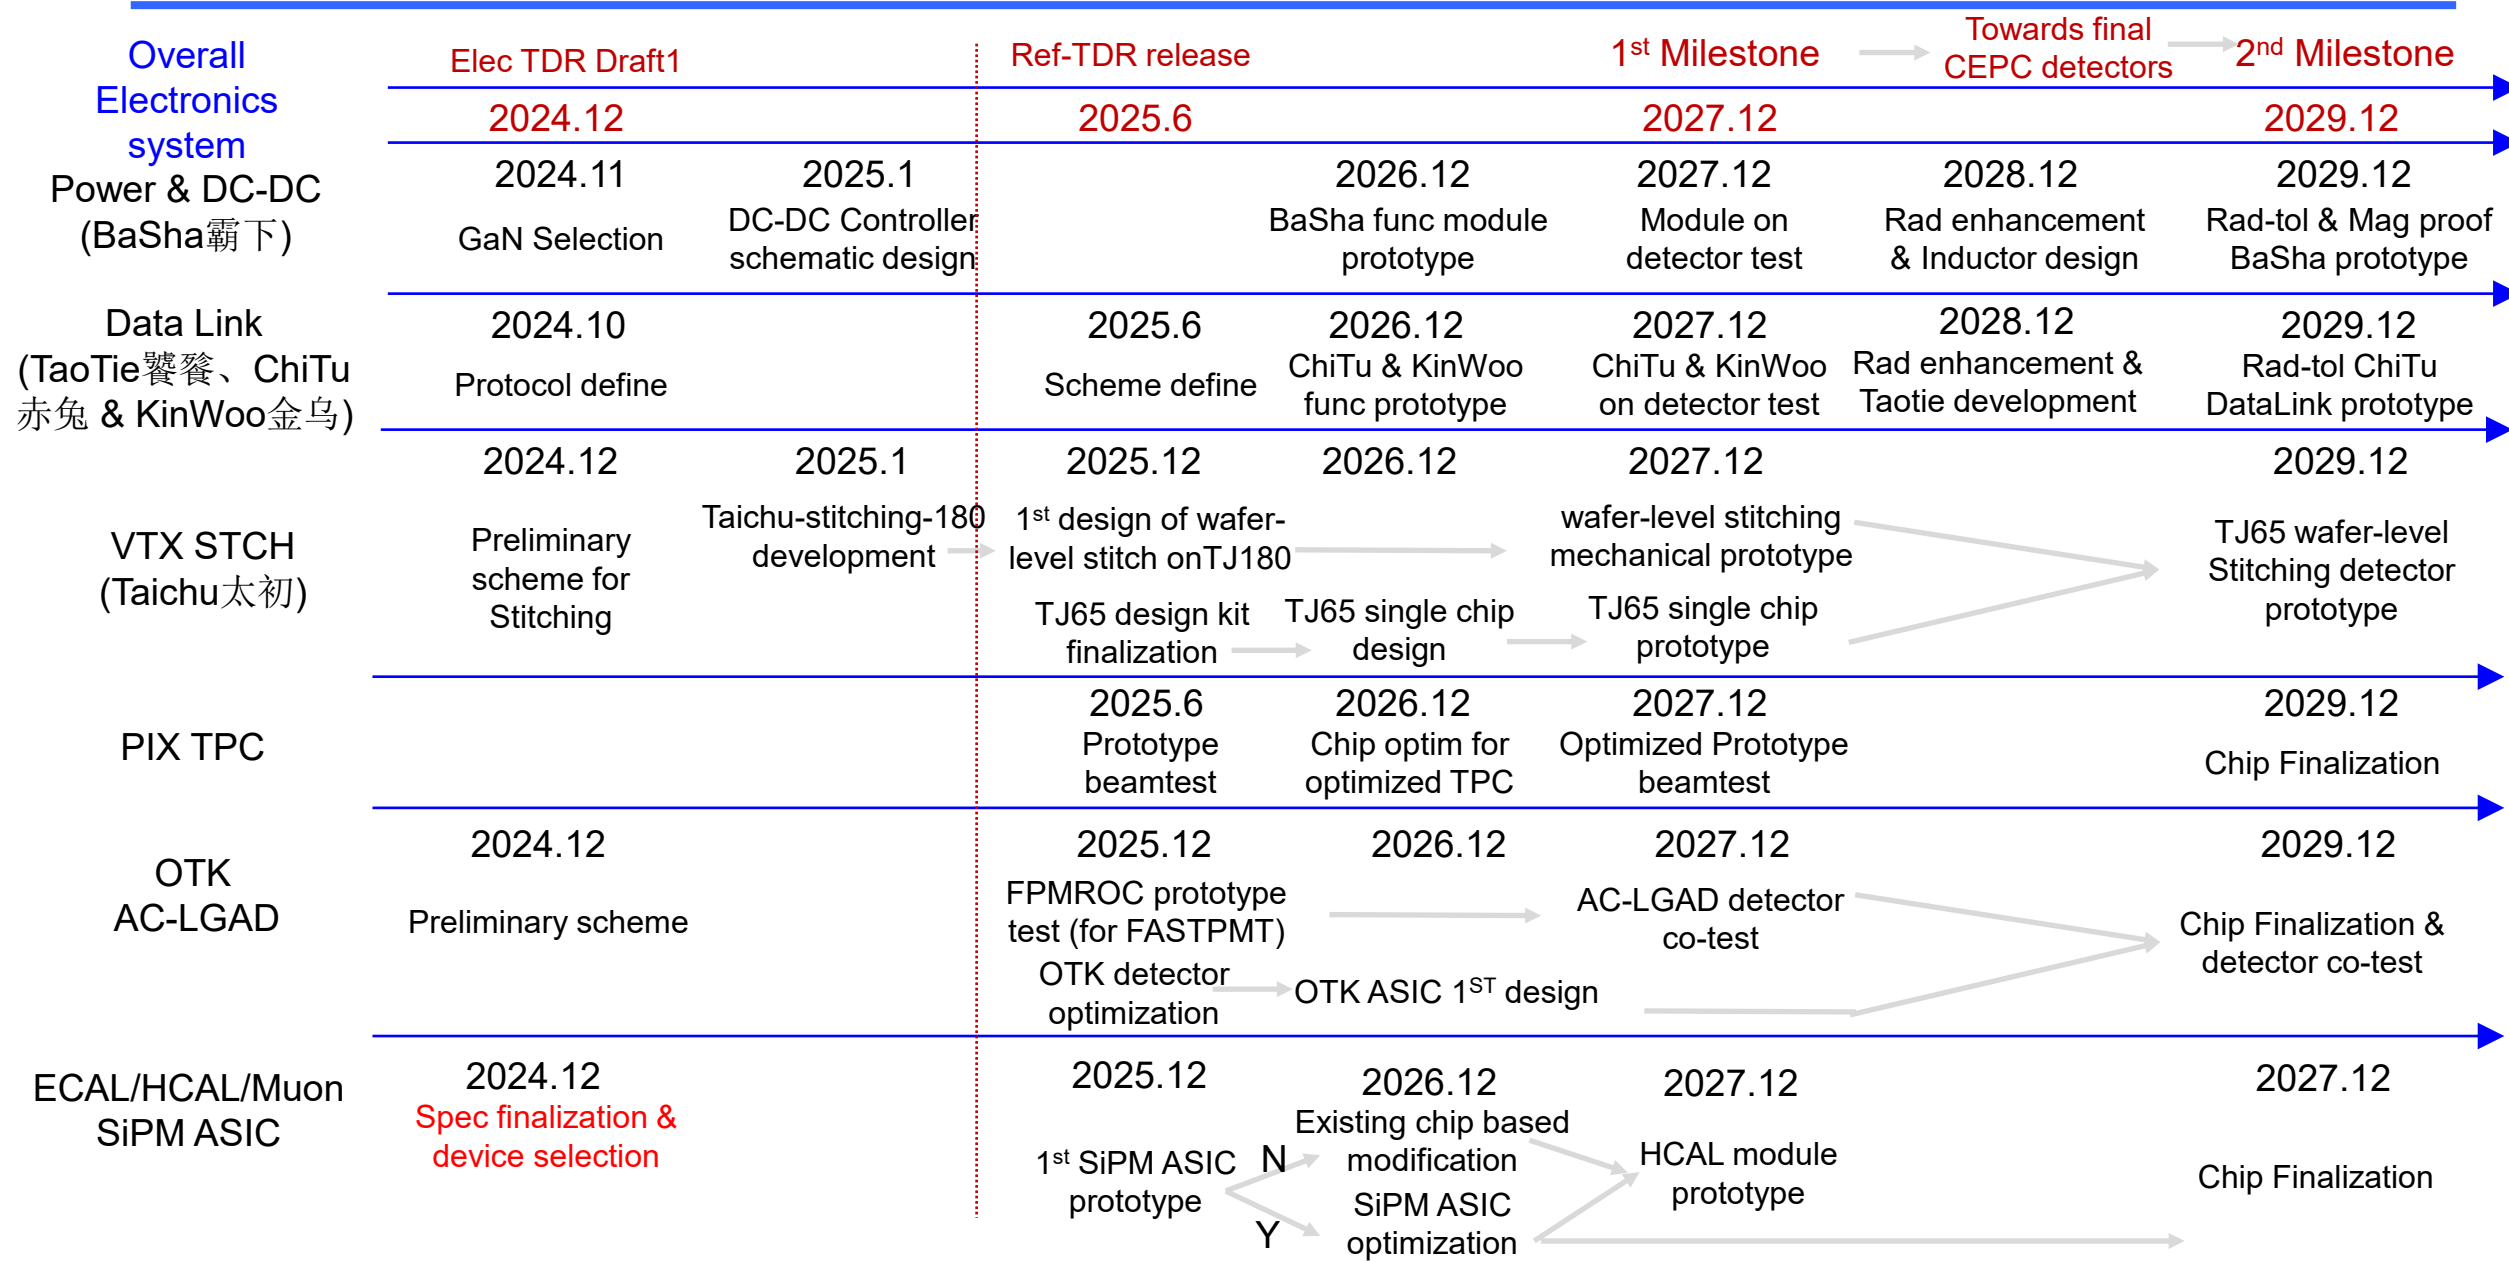 Overall
Electronics
system
Elec TDR Draft1
Ref-TDR release
1st Milestone
Towards final
CEPC detectors
2nd Milestone
2024.12
2025.6
2027.12
2029.12
Power & DC-DC
(BaSha霸下)
2024.11
GaN Selection
2025.1
DC-DC Controller
schematic design
2026.12
BaSha func module
prototype
2027.12
Module on
detector test
2028.12
Rad enhancement
& Inductor design
2029.12
Rad-tol & Mag proof
BaSha prototype
Data Link
(TaoTie饕餮、ChiTu
赤兔 & KinWoo金乌)
2024.10
Protocol define
2025.6
Scheme define
2026.12
ChiTu & KinWoo
func prototype
2027.12
ChiTu & KinWoo
on detector test
2028.12
Rad enhancement &
Taotie development
2029.12
Rad-tol ChiTu
DataLink prototype
VTX STCH
(Taichu太初)
2024.12
Preliminary
scheme for
Stitching
2025.1
Taichu-stitching-180
development
2025.12
1st design of wafer-
level stitch onTJ180
TJ65 design kit
finalization
2026.12
TJ65 single chip
design
2027.12
wafer-level stitching
mechanical prototype
TJ65 single chip
prototype
2029.12
TJ65 wafer-level
Stitching detector
prototype
PIX TPC
2025.6
Prototype
beamtest
2026.12
Chip optim for
optimized TPC
2027.12
Optimized Prototype
beamtest
2029.12
Chip Finalization
OTK
AC-LGAD
2024.12
Preliminary scheme
2025.12
FPMROC prototype
test (for FASTPMT)
OTK detector
optimization
2026.12
OTK ASIC 1ST design
2027.12
AC-LGAD detector
co-test
2029.12
Chip Finalization &
detector co-test
ECAL/HCAL/Muon
SiPM ASIC
2024.12
Spec finalization &
device selection
2025.12
1st SiPM ASIC
prototype
N
Y
2026.12
Existing chip based
modification
SiPM ASIC
optimization
2027.12
HCAL module
prototype
2027.12
Chip Finalization